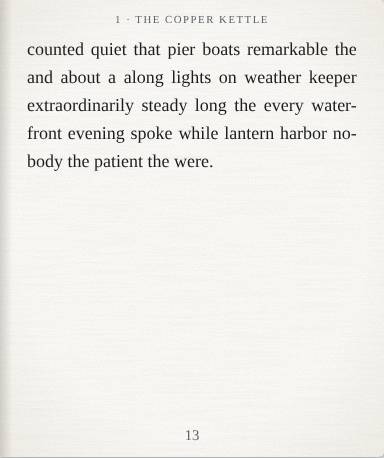 1 · THE COPPER KETTLE
counted quiet that pier boats remarkable the
and about a along lights on weather keeper
extraordinarily steady long the every water-
front evening spoke while lantern harbor no-
body the patient the were.
13